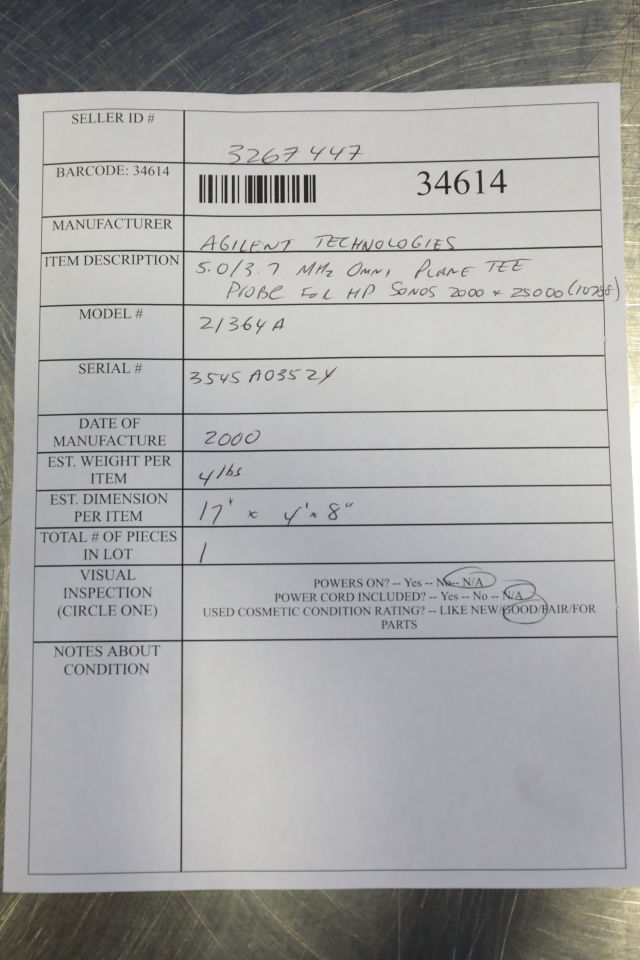 SELLER ID #
3267447
BARCODE: 34614
34614
MANUFACTURER
AGILENT TECHNOLOGIES
ITEM DESCRIPTION
5.0/3.7 MHz OMNI PLANE TEE
PROBE FOR HP SONOS 2000 & 25000 (10788)
MODEL #
21364A
SERIAL #
3545A0352Y
DATE OF
MANUFACTURE
2000
EST. WEIGHT PER
ITEM
4 lbs
EST. DIMENSION
PER ITEM
17" x 4" x 8"
TOTAL # OF PIECES
IN LOT
1
VISUAL
INSPECTION
(CIRCLE ONE)
POWERS ON? -- Yes -- No -- N/A
POWER CORD INCLUDED? -- Yes -- No -- N/A
USED COSMETIC CONDITION RATING? -- LIKE NEW/GOOD/FAIR/FOR
PARTS
NOTES ABOUT
CONDITION